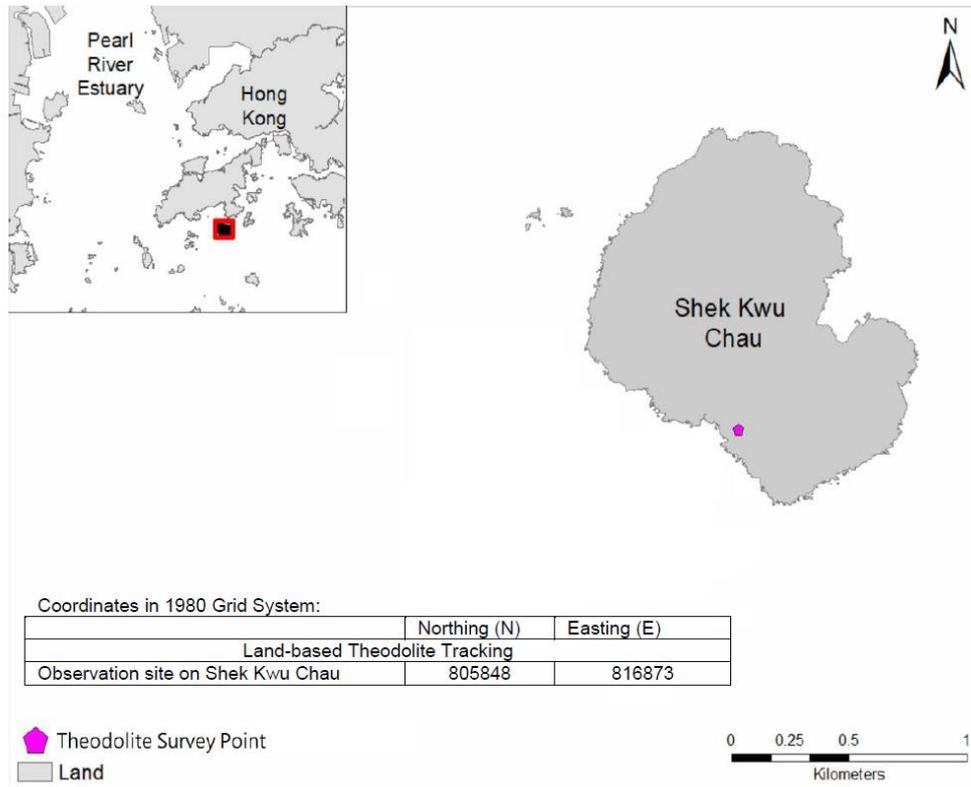 Pearl
River
Estuary
Hong
Kong
N
Shek Kwu
Chau
Coordinates in 1980 Grid System:
Northing (N) Easting (E)
Land-based Theodolite Tracking
Observation site on Shek Kwu Chau 805848 816873
Theodolite Survey Point
Land
0 0.25 0.5 1
Kilometers